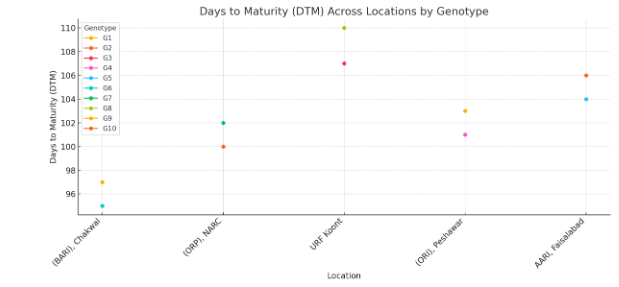 Days to Maturity (DTM) Across Locations by Genotype
Days to Maturity (DTM)
110
108
106
104
102
100
98
96
Genotype
G1
G2
G3
G4
G5
G6
G7
G8
G9
G10
(BARI), Chakwal
(ORP), NARC
URF Koont
(ORI), Peshawar
AARI, Faisalabad
Location